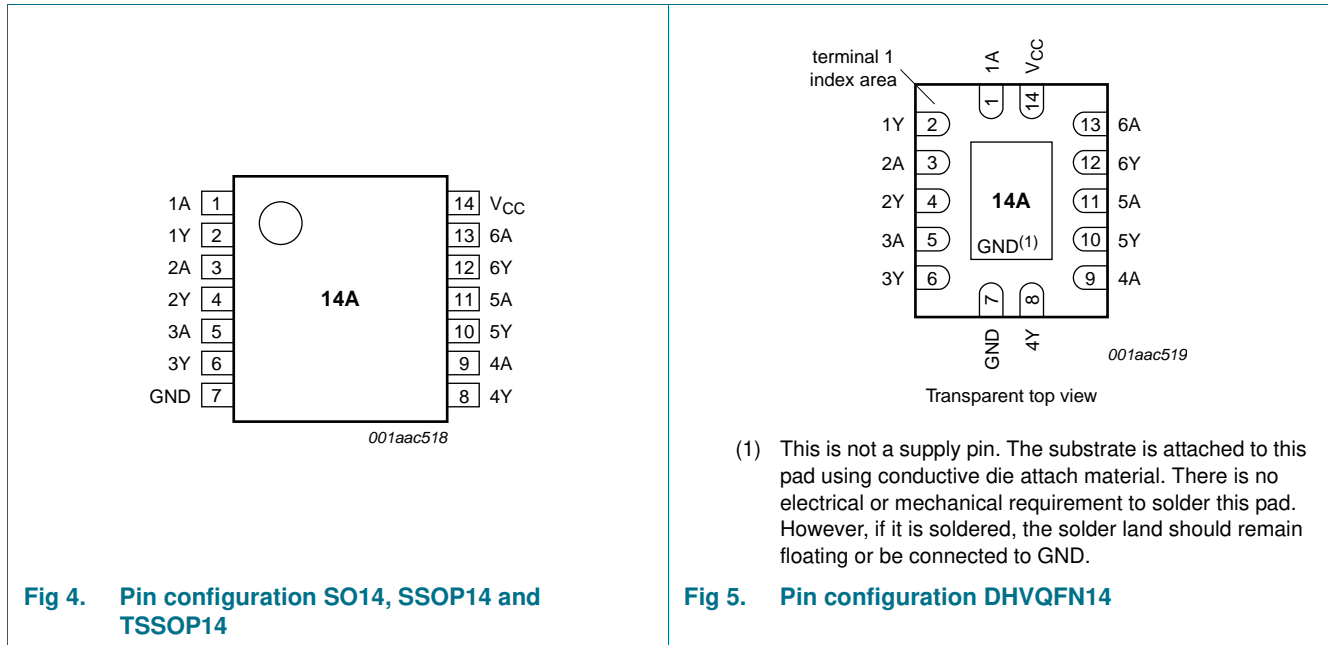 1A 1
1Y 2
2A 3
2Y 4
3A 5
3Y 6
GND 7
14A
14 VCC
13 6A
12 6Y
11 5A
10 5Y
9 4A
8 4Y
001aac518
Fig 4. Pin configuration SO14, SSOP14 and
TSSOP14
terminal 1
index area
1A
VCC
1
14
1Y 2
2A 3
2Y 4
3A 5
3Y 6
14A
GND(1)
13 6A
12 6Y
11 5A
10 5Y
9 4A
7
8
GND
4Y
001aac519
Transparent top view
(1) This is not a supply pin. The substrate is attached to this
pad using conductive die attach material. There is no
electrical or mechanical requirement to solder this pad.
However, if it is soldered, the solder land should remain
floating or be connected to GND.
Fig 5. Pin configuration DHVQFN14